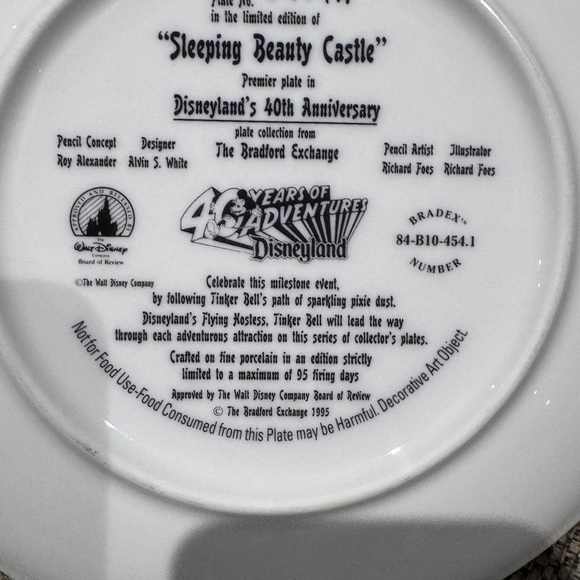 Plate No.
in the limited edition of
"Sleeping Beauty Castle"
Premier plate in
Disneyland's 40th Anniversary
plate collection from
The Bradford Exchange
Pencil Concept
Roy Alexander
Designer
Alvin S. White
Pencil Artist
Richard Foes
Illustrator
Richard Foes
APPROVED AND RELEASED BY
The
Walt Disney
Company
Board of Review
40 YEARS OF
ADVENTURES
Disneyland
BRADEX™
84-B10-454.1
NUMBER
©The Walt Disney Company
Celebrate this milestone event,
by following Tinker Bell's path of sparkling pixie dust.
Disneyland's Flying Hostess, Tinker Bell will lead the way
through each adventurous attraction on this series of collector's plates.
Crafted on fine porcelain in an edition strictly
limited to a maximum of 95 firing days
Approved by The Walt Disney Company Board of Review
© The Bradford Exchange 1995
Not for Food Use-Food Consumed from this Plate may be Harmful. Decorative Art Object.